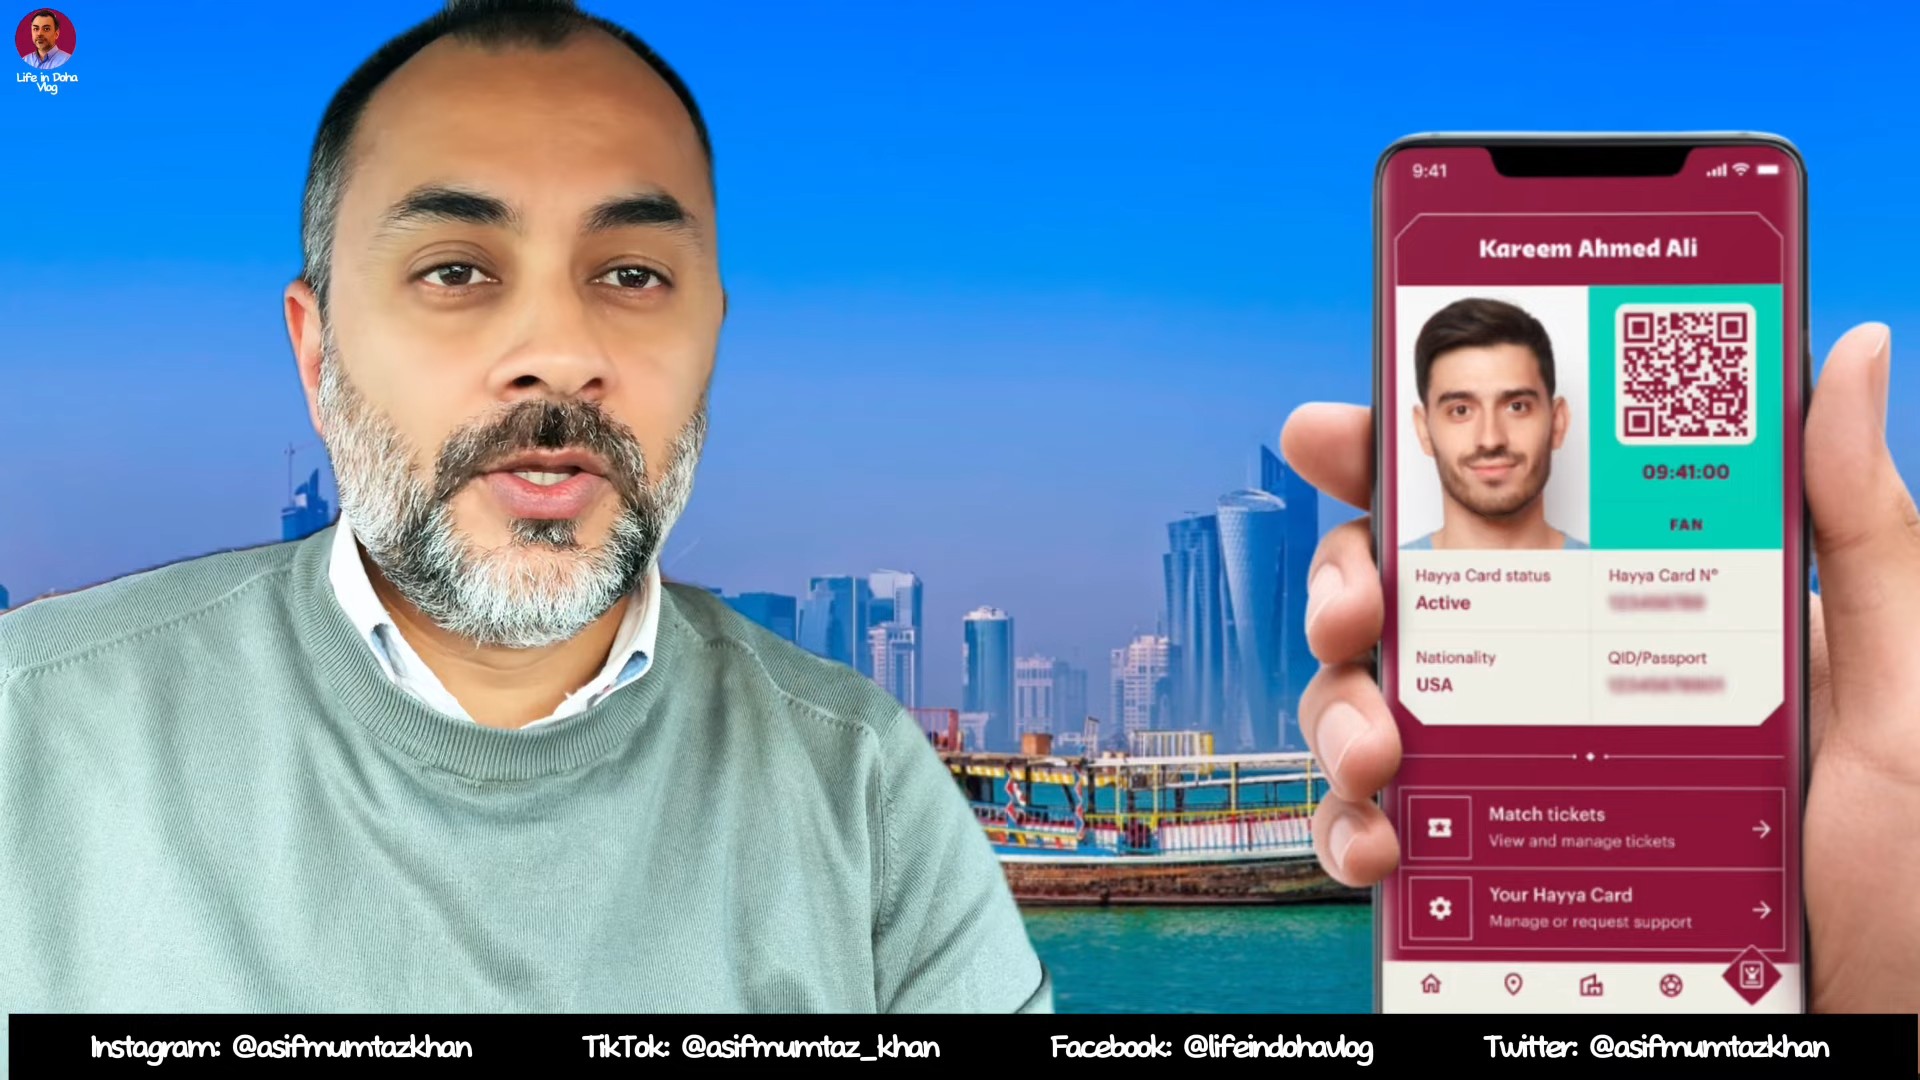 Life in Doha
Vlog
9:41
Kareem Ahmed Ali
09:41:00
FAN
Hayya Card status
Hayya Card Nº
Active
Nationality
QID/Passport
USA
Match tickets
View and manage tickets
Your Hayya Card
Manage or request support
Instagram: @asifmumtazkhan TikTok: @asifmumtaz_khan Facebook: @lifeindohavlog Twitter: @asifmumtazkhan